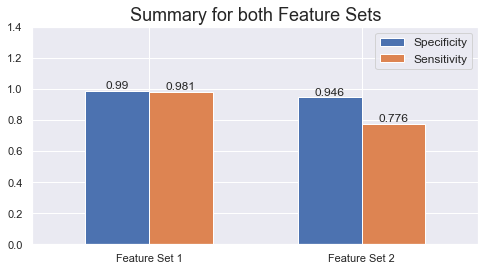 Summary for both Feature Sets
1.4
1.2
1.0
0.8
0.6
0.4
0.2
0.0
Specificity
Sensitivity
0.99
0.981
0.946
0.776
Feature Set 1
Feature Set 2